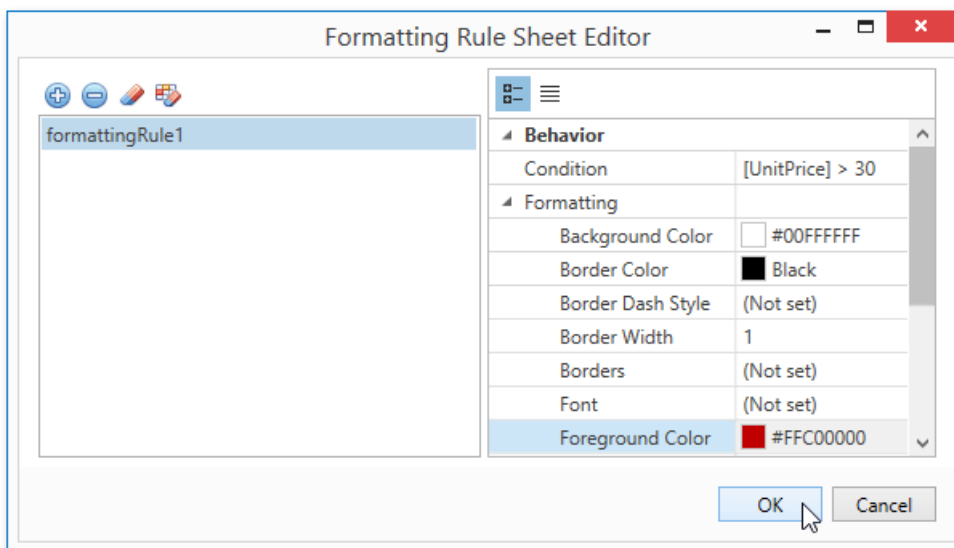 Formatting Rule Sheet Editor
formattingRule1
Behavior
Condition [UnitPrice] > 30
Formatting
Background Color #00FFFFFF
Border Color Black
Border Dash Style (Not set)
Border Width 1
Borders (Not set)
Font (Not set)
Foreground Color #FFC00000
OK Cancel